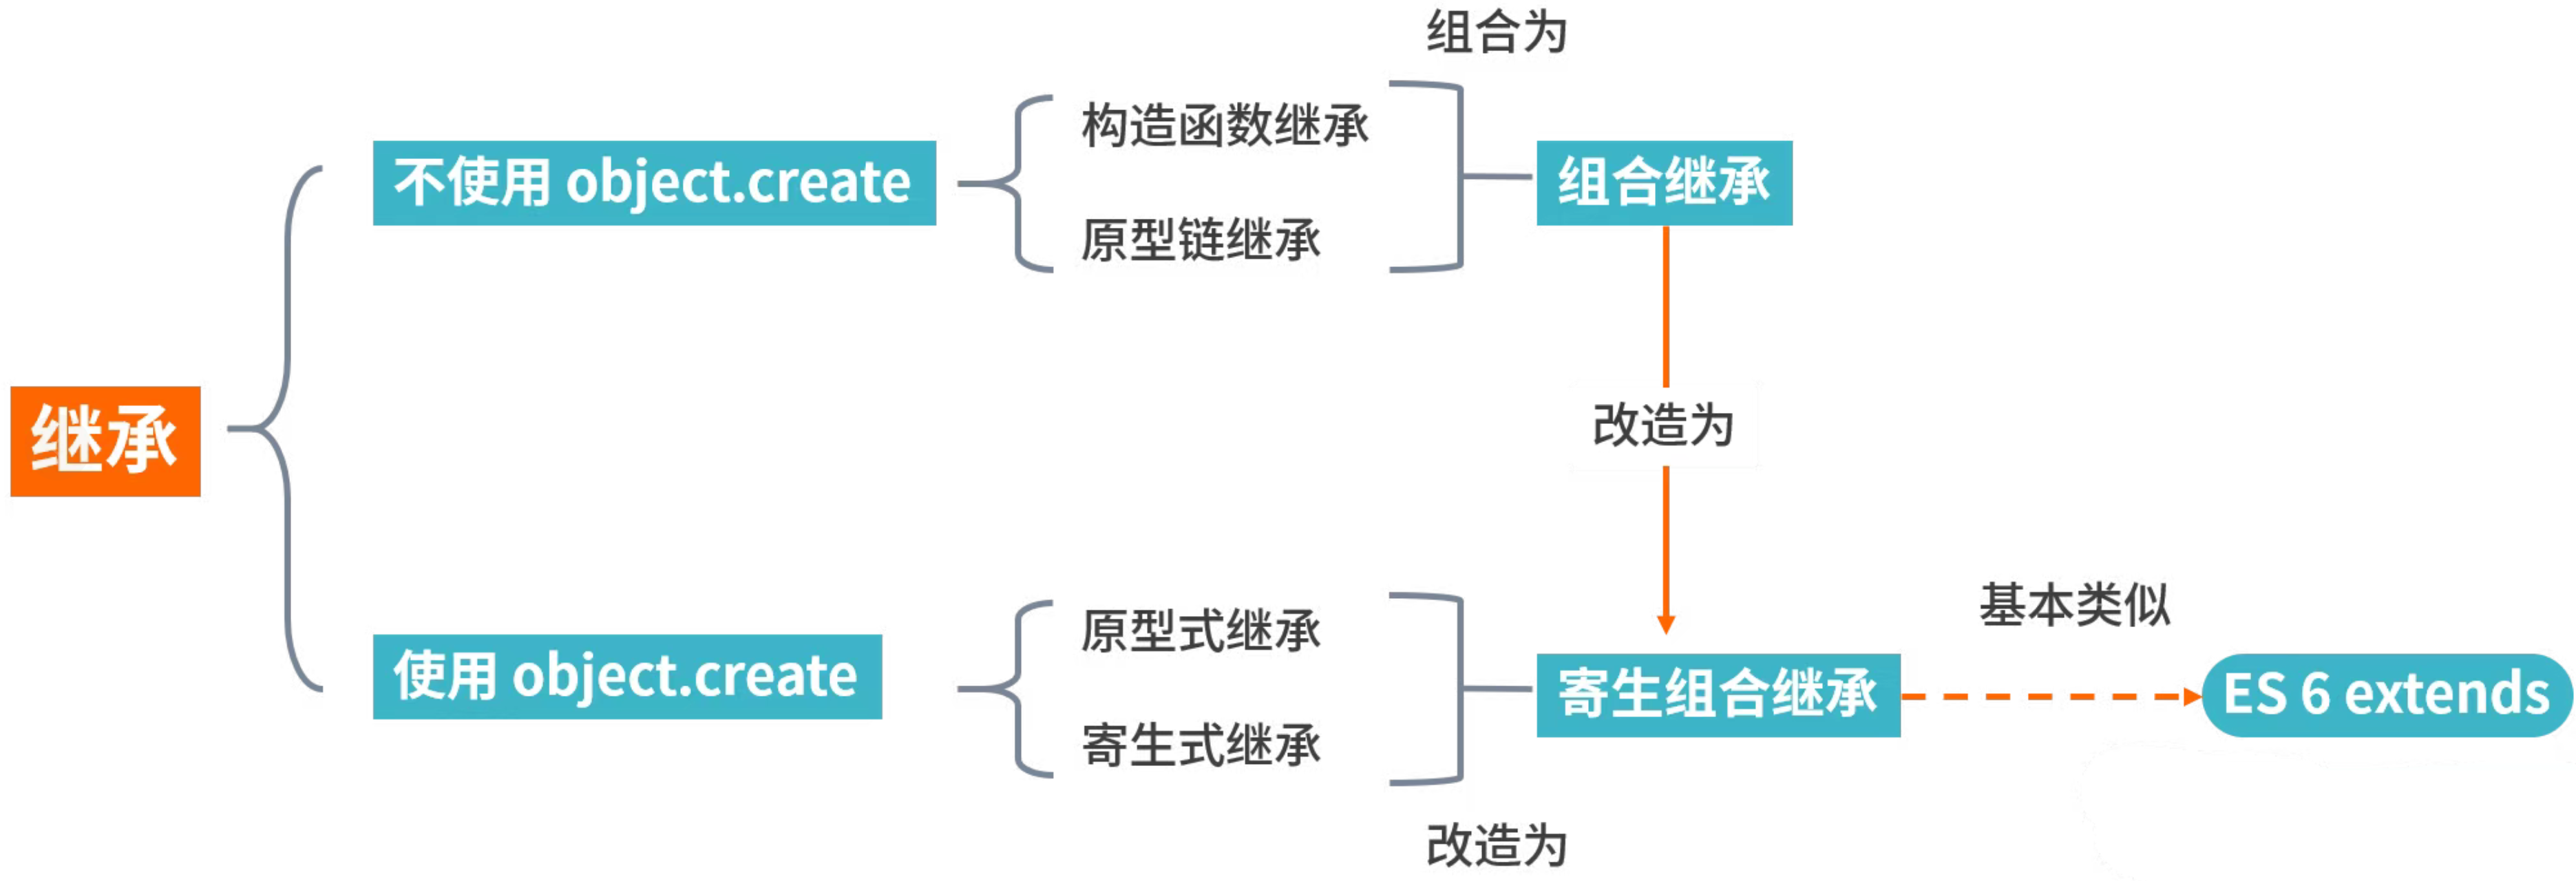 组合为
构造函数继承
不使用 object.create
组合继承
原型链继承
继承
改造为
基本类似
原型式继承
使用 object.create
寄生组合继承
ES 6 extends
寄生式继承
改造为